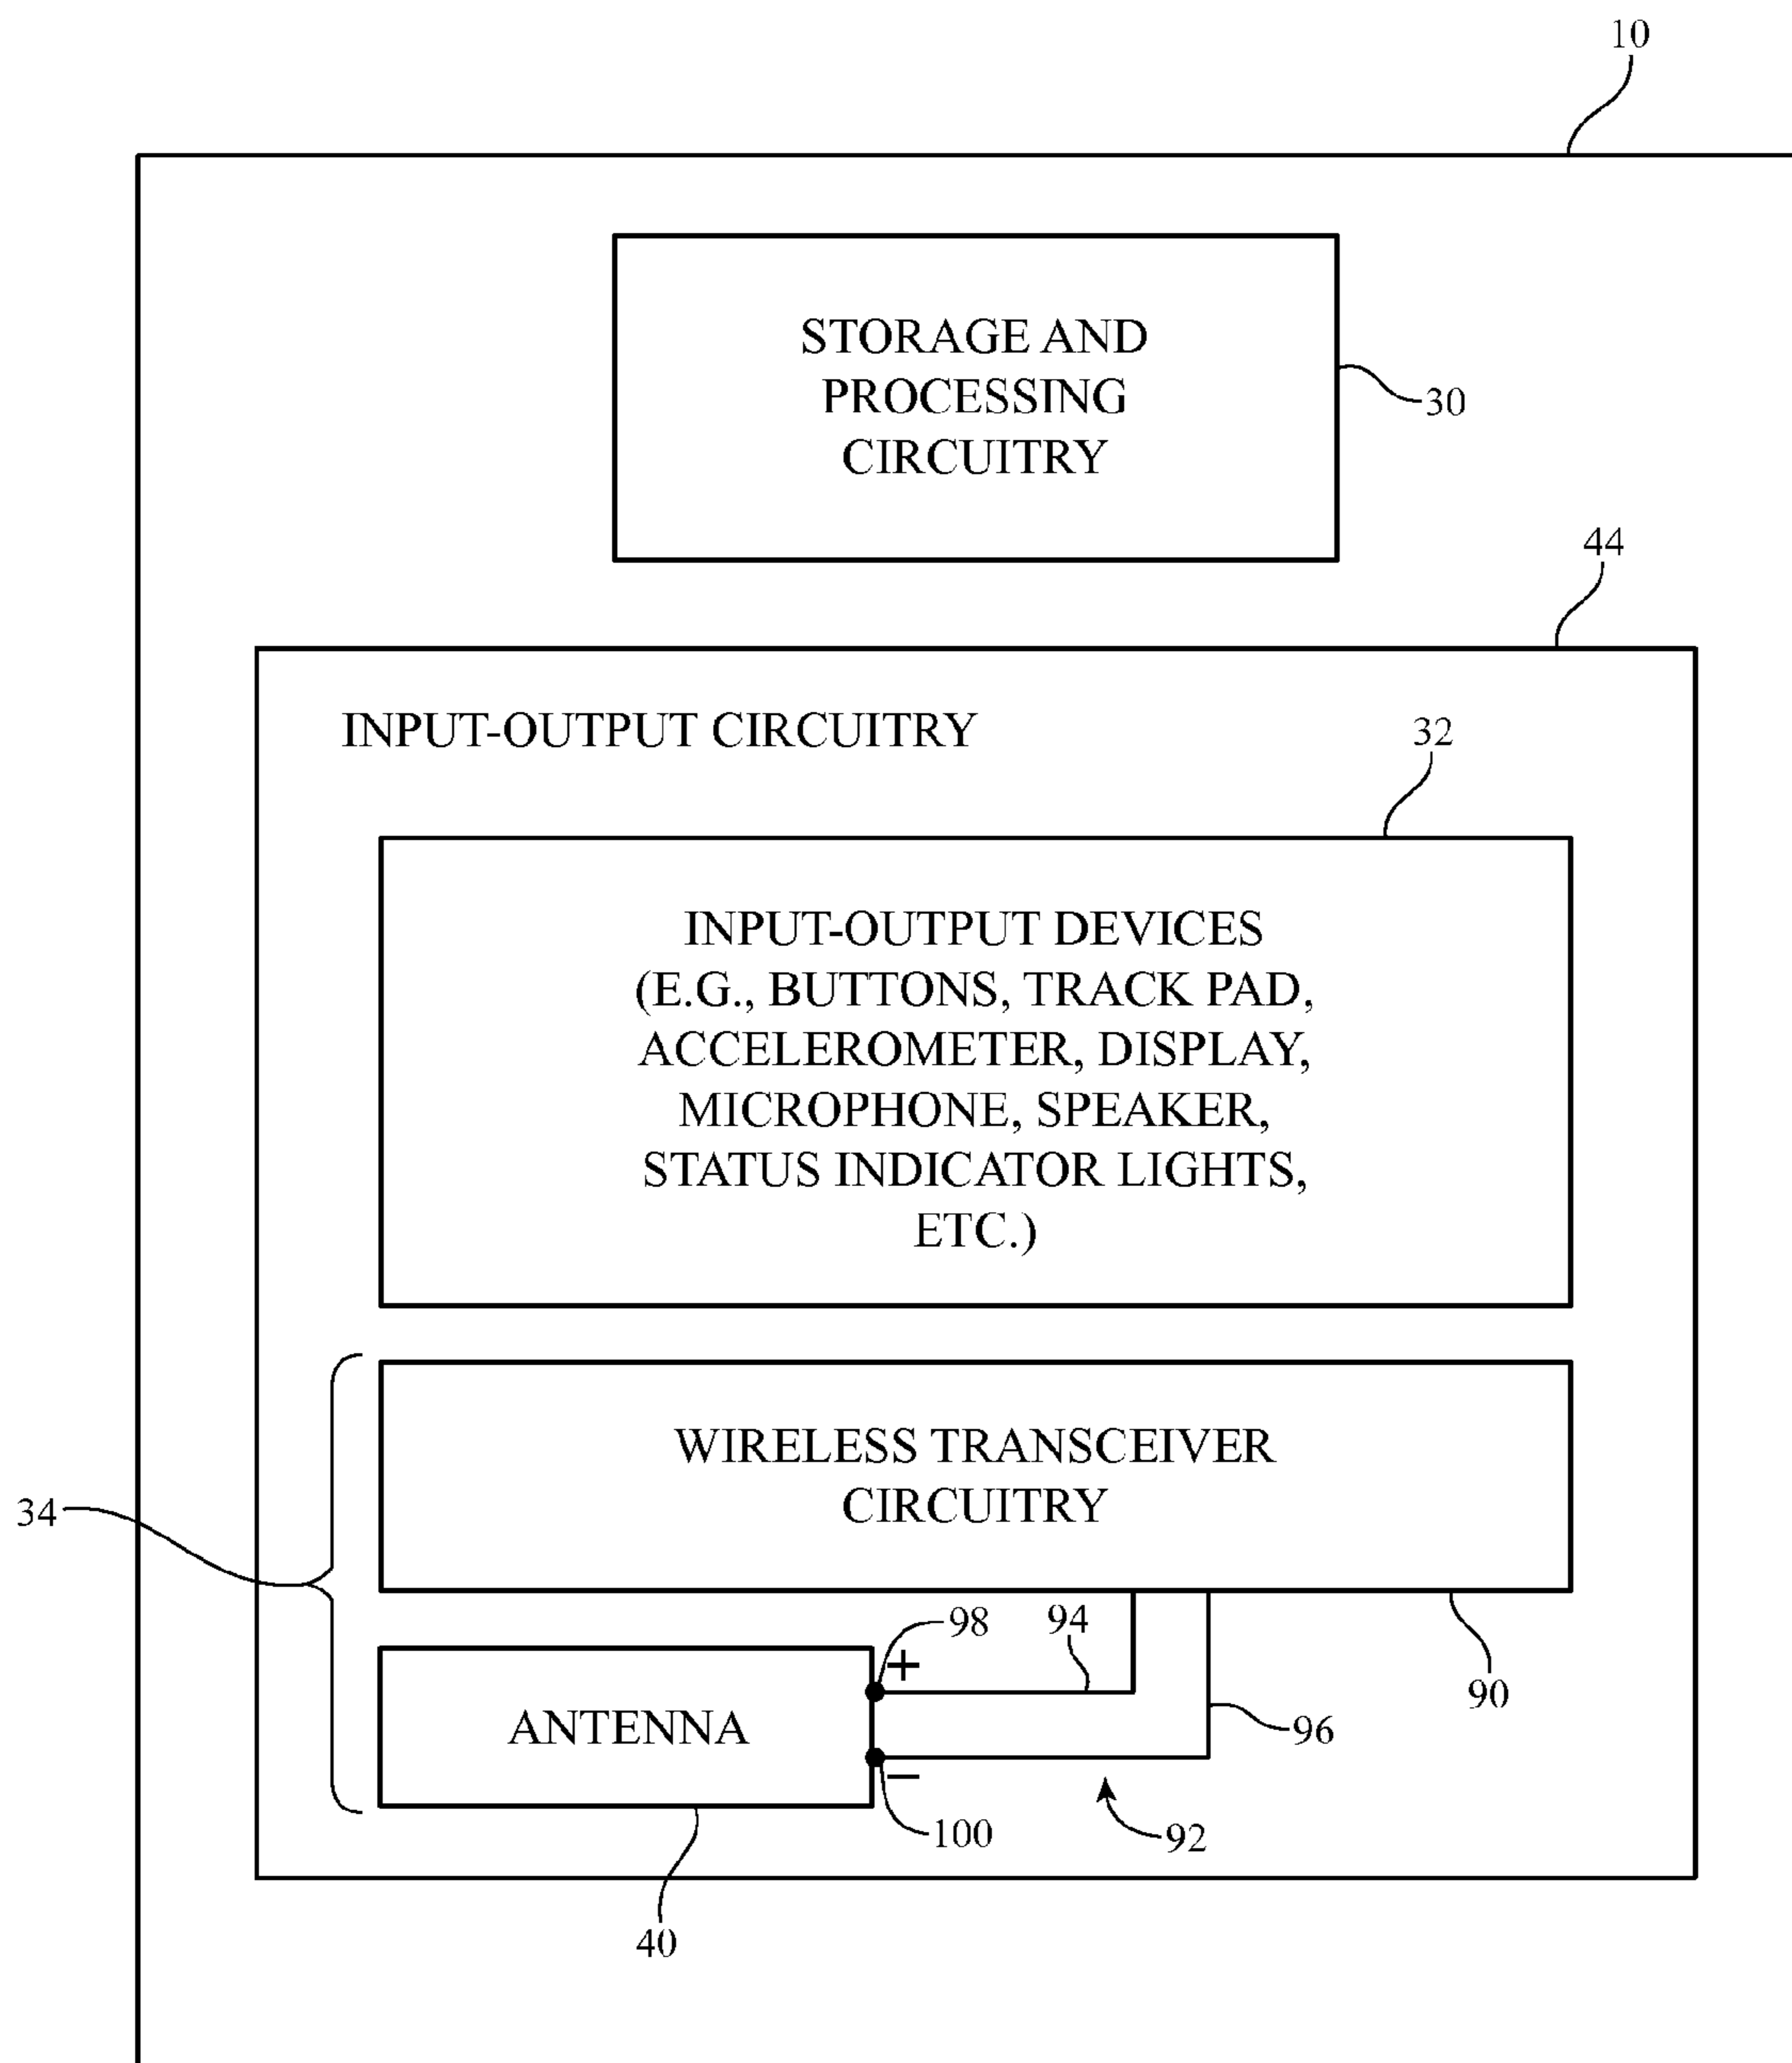 10
STORAGE AND
PROCESSING
CIRCUITRY
30
44
INPUT-OUTPUT CIRCUITRY
32
INPUT-OUTPUT DEVICES
(E.G., BUTTONS, TRACK PAD,
ACCELEROMETER, DISPLAY,
MICROPHONE, SPEAKER,
STATUS INDICATOR LIGHTS,
ETC.)
WIRELESS TRANSCEIVER
CIRCUITRY
34
98
94
+
90
ANTENNA
96
−
100
92
40